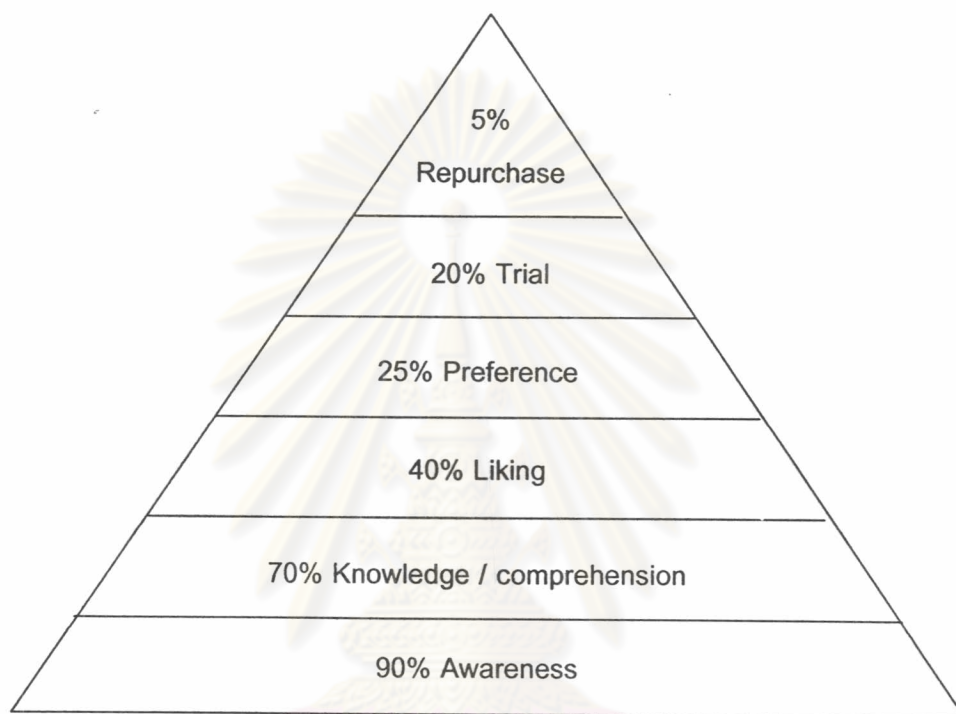 5%
Repurchase
20% Trial
25% Preference
40% Liking
70% Knowledge / comprehension
90% Awareness